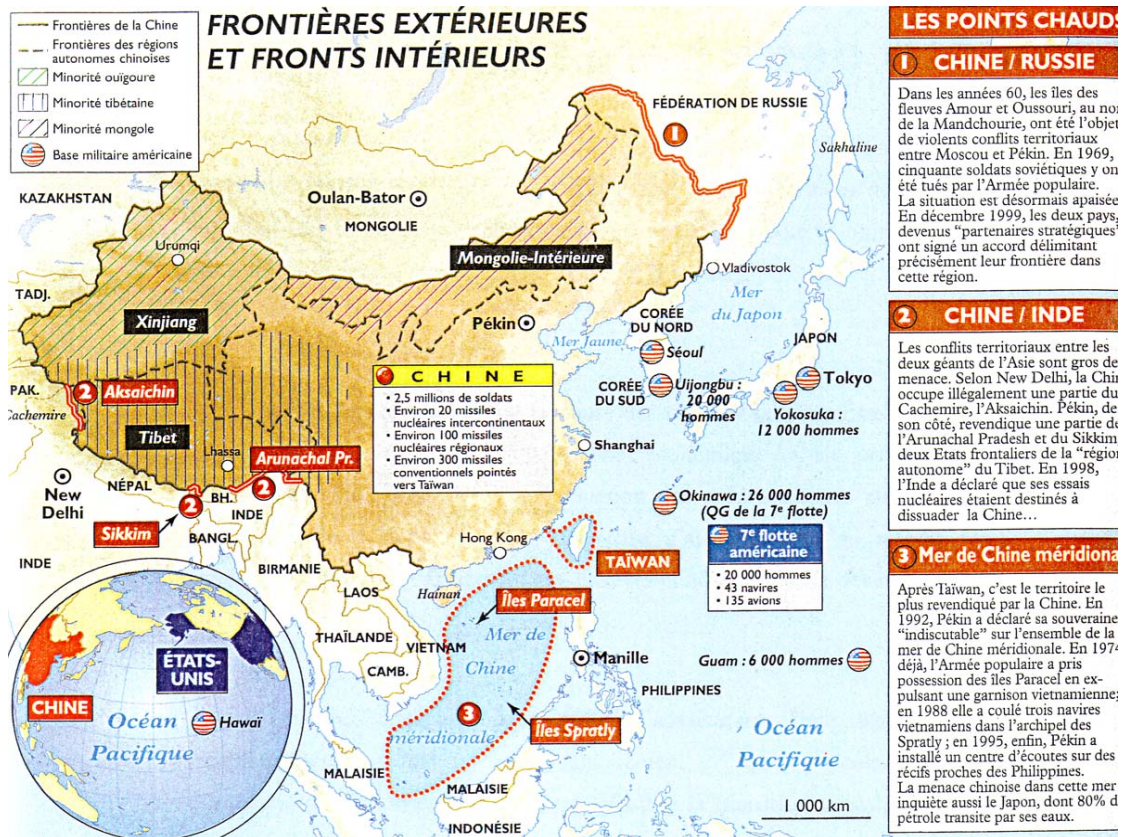 FRONTIÈRES EXTÉRIEURES
ET FRONTS INTÉRIEURS
Frontières de la Chine
Frontières des régions
autonomes chinoises
Minorité ouïgoure
Minorité tibétaine
Minorité mongole
Base militaire américaine
KAZAKHSTAN
Oulan-Bator
MONGOLIE
FÉDÉRATION DE RUSSIE
1
Sakhaline
Urumqi
Mongolie-Intérieure
Vladivostok
TADJ.
Xinjiang
Pékin
Mer
du Japon
CORÉE
DU NORD
JAPON
Mer Jaune
Séoul
PAK.
2
Aksaichin
Cachemire
CORÉE
DU SUD
Uijongbu :
20 000
hommes
Tokyo
Yokosuka :
12 000 hommes
CHINE
• 2,5 millions de soldats
• Environ 20 missiles
nucléaires intercontinentaux
• Environ 100 missiles
nucléaires régionaux
• Environ 300 missiles
conventionnels pointés
vers Taïwan
Tibet
Lhassa
Arunachal Pr.
Shanghai
New
Delhi
NÉPAL
2
BH.
2
INDE
Sikkim
BANGL.
Okinawa : 26 000 hommes
(QG de la 7e flotte)
7e flotte
américaine
• 20 000 hommes
• 43 navires
• 135 avions
Hong Kong
TAÏWAN
INDE
BIRMANIE
LAOS
Hainan
Îles Paracel
Mer de
Chine
méridionale
THAÏLANDE
VIETNAM
CAMB.
Manille
Guam : 6 000 hommes
PHILIPPINES
3
Îles Spratly
Océan
Pacifique
MALAISIE
MALAISIE
INDONÉSIE
1 000 km
ÉTATS-
UNIS
CHINE
Océan
Pacifique
Hawaï
LES POINTS CHAUDS
1 CHINE / RUSSIE
Dans les années 60, les îles des
fleuves Amour et Oussouri, au nor
de la Mandchourie, ont été l'objet
de violents conflits territoriaux
entre Moscou et Pékin. En 1969,
cinquante soldats soviétiques y on
été tués par l'Armée populaire.
La situation est désormais apaisée
En décembre 1999, les deux pays,
devenus "partenaires stratégiques"
ont signé un accord délimitant
précisément leur frontière dans
cette région.
2 CHINE / INDE
Les conflits territoriaux entre les
deux géants de l'Asie sont gros de
menace. Selon New Delhi, la Chin
occupe illégalement une partie du
Cachemire, l'Aksaichin. Pékin, de
son côté, revendique une partie de
l'Arunachal Pradesh et du Sikkim,
deux Etats frontaliers de la "région
autonome" du Tibet. En 1998,
l'Inde a déclaré que ses essais
nucléaires étaient destinés à
dissuader la Chine...
3 Mer de Chine méridiona
Après Taïwan, c'est le territoire le
plus revendiqué par la Chine. En
1992, Pékin a déclaré sa souveraine
"indiscutable" sur l'ensemble de la
mer de Chine méridionale. En 1974
déjà, l'Armée populaire a pris
possession des îles Paracel en ex-
pulsant une garnison vietnamienne;
en 1988 elle a coulé trois navires
vietnamiens dans l'archipel des
Spratly ; en 1995, enfin, Pékin a
installé un centre d'écoutes sur des
récifs proches des Philippines.
La menace chinoise dans cette mer
inquiète aussi le Japon, dont 80% d
pétrole transite par ses eaux.